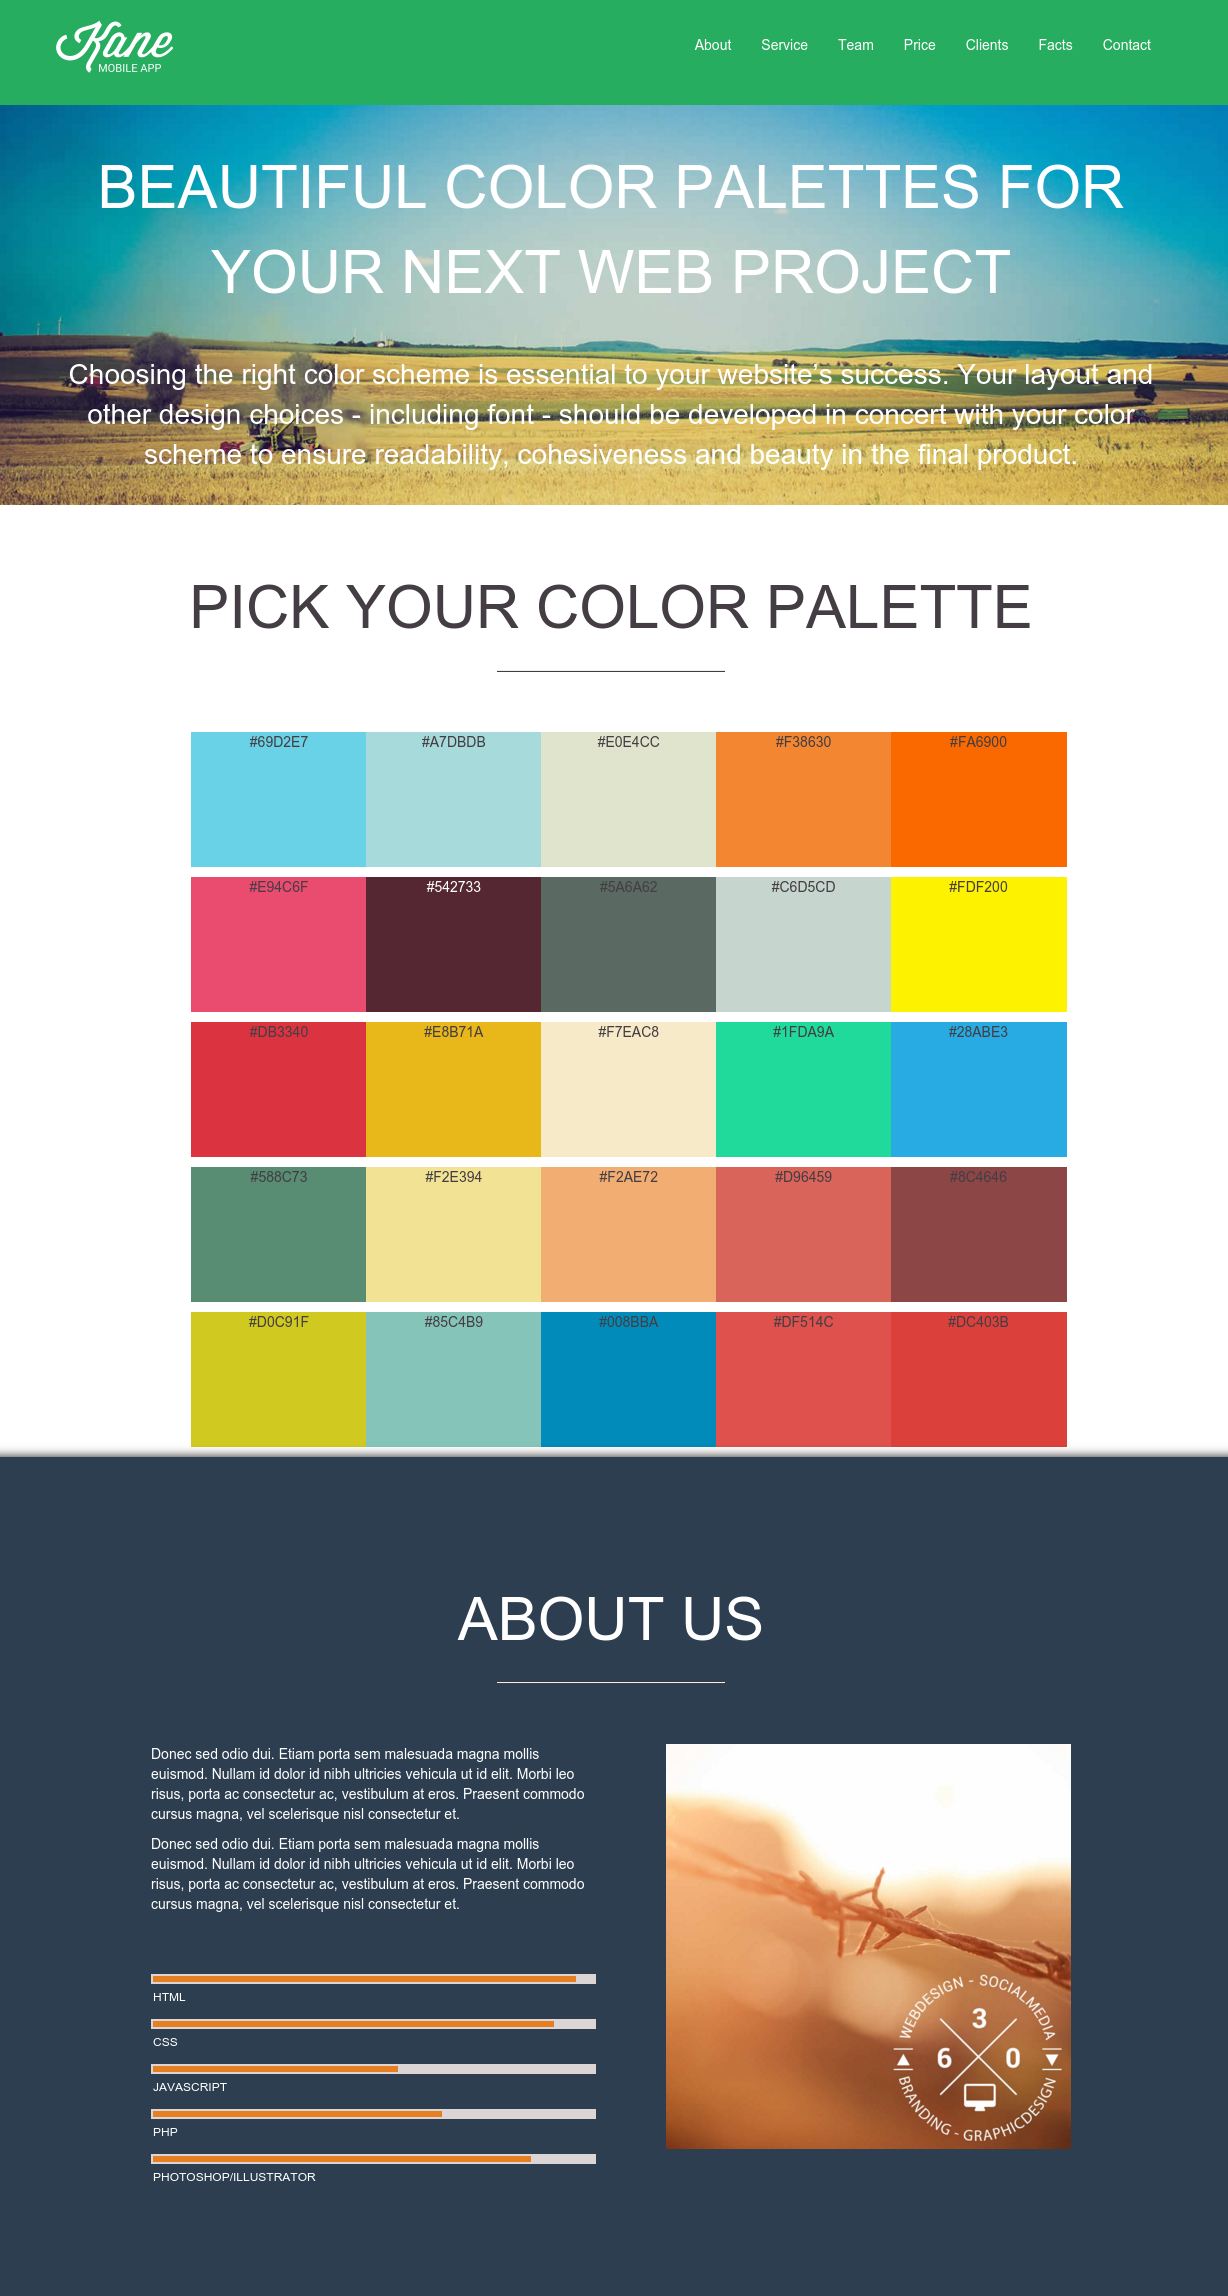 Kane
MOBILE APP
About Service Team Price Clients Facts Contact
BEAUTIFUL COLOR PALETTES FOR
YOUR NEXT WEB PROJECT
Choosing the right color scheme is essential to your website's success. Your layout and
other design choices - including font - should be developed in concert with your color
scheme to ensure readability, cohesiveness and beauty in the final product.
PICK YOUR COLOR PALETTE
#69D2E7 #A7DBDB #E0E4CC #F38630 #FA6900
#E94C6F #542733 #5A6A62 #C6D5CD #FDF200
#DB3340 #E8B71A #F7EAC8 #1FDA9A #28ABE3
#588C73 #F2E394 #F2AE72 #D96459 #8C4646
#D0C91F #85C4B9 #008BBA #DF514C #DC403B
ABOUT US
Donec sed odio dui. Etiam porta sem malesuada magna mollis
euismod. Nullam id dolor id nibh ultricies vehicula ut id elit. Morbi leo
risus, porta ac consectetur ac, vestibulum at eros. Praesent commodo
cursus magna, vel scelerisque nisl consectetur et.
Donec sed odio dui. Etiam porta sem malesuada magna mollis
euismod. Nullam id dolor id nibh ultricies vehicula ut id elit. Morbi leo
risus, porta ac consectetur ac, vestibulum at eros. Praesent commodo
cursus magna, vel scelerisque nisl consectetur et.
HTML
CSS
JAVASCRIPT
PHP
PHOTOSHOP/ILLUSTRATOR
WEBDESIGN - SOCIALMEDIA
3
6 0
BRANDING - GRAPHICDESIGN